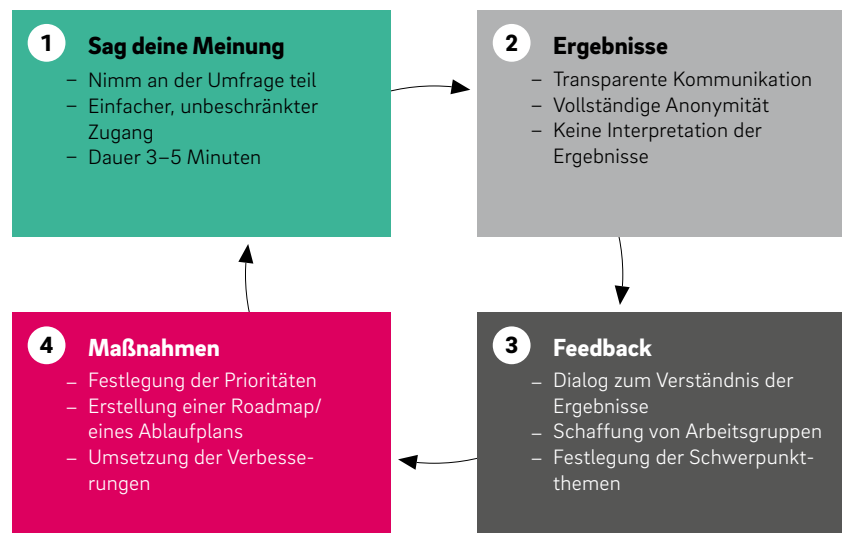 1 Sag deine Meinung
– Nimm an der Umfrage teil
– Einfacher, unbeschränkter
Zugang
– Dauer 3–5 Minuten
2 Ergebnisse
– Transparente Kommunikation
– Vollständige Anonymität
– Keine Interpretation der
Ergebnisse
3 Feedback
– Dialog zum Verständnis der
Ergebnisse
– Schaffung von Arbeitsgruppen
– Festlegung der Schwerpunkt-
themen
4 Maßnahmen
– Festlegung der Prioritäten
– Erstellung einer Roadmap/
eines Ablaufplans
– Umsetzung der Verbesse-
rungen